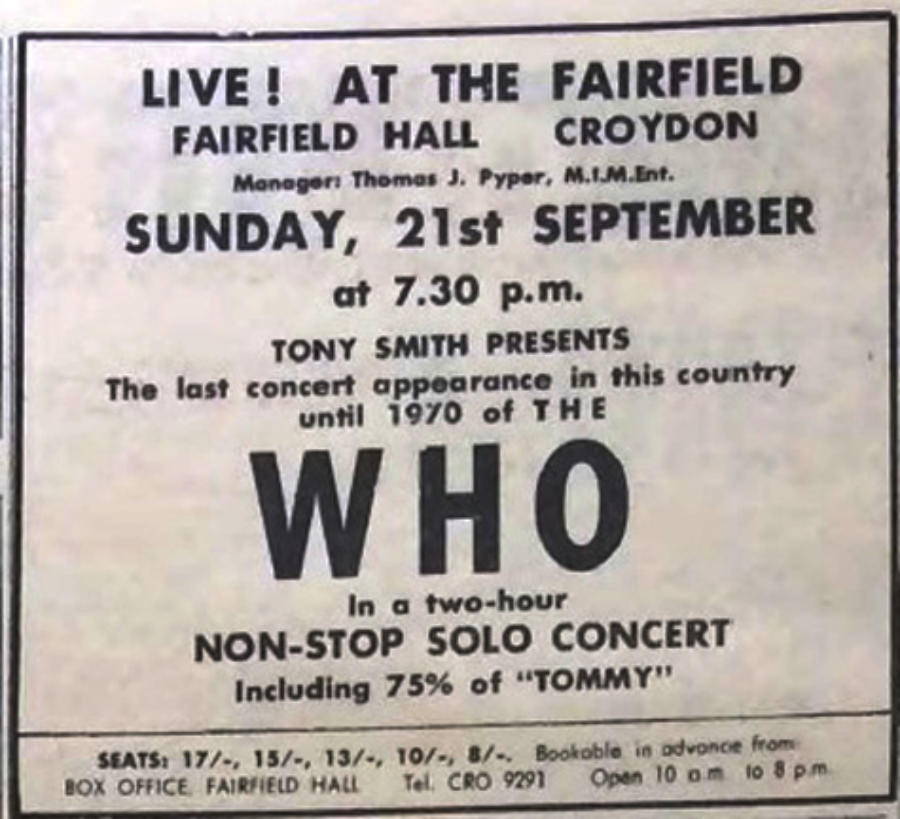 LIVE! AT THE FAIRFIELD
FAIRFIELD HALL CROYDON
Manager: Thomas J. Pyper, M.I.M.Ent.
SUNDAY, 21st SEPTEMBER
at 7.30 p.m.
TONY SMITH PRESENTS
The last concert appearance in this country
until 1970 of THE
WHO
In a two-hour
NON-STOP SOLO CONCERT
Including 75% of “TOMMY”
SEATS: 17/-, 15/-, 13/-, 10/-, 8/-. Bookable in advance from:
BOX OFFICE, FAIRFIELD HALL Tel. CRO 9291 Open 10 a.m. to 8 p.m.